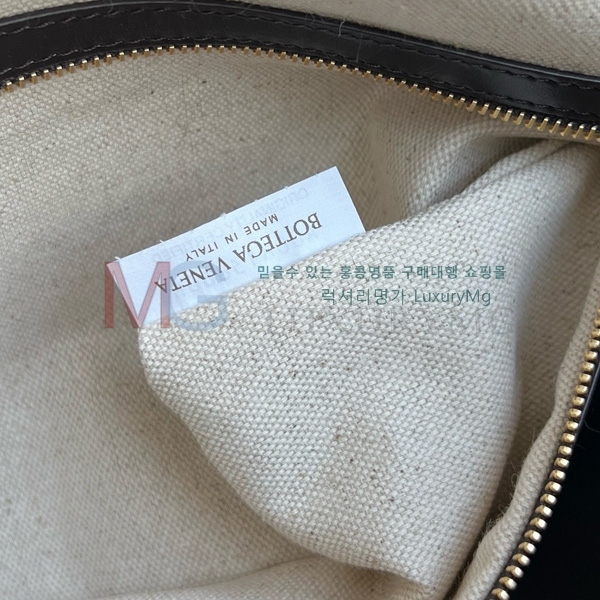 BOTTEGA VENETA
MADE IN ITALY
MG
믿을수 있는 홍콩명품 구매대행 쇼핑몰
럭셔리명가.LuxuryMg